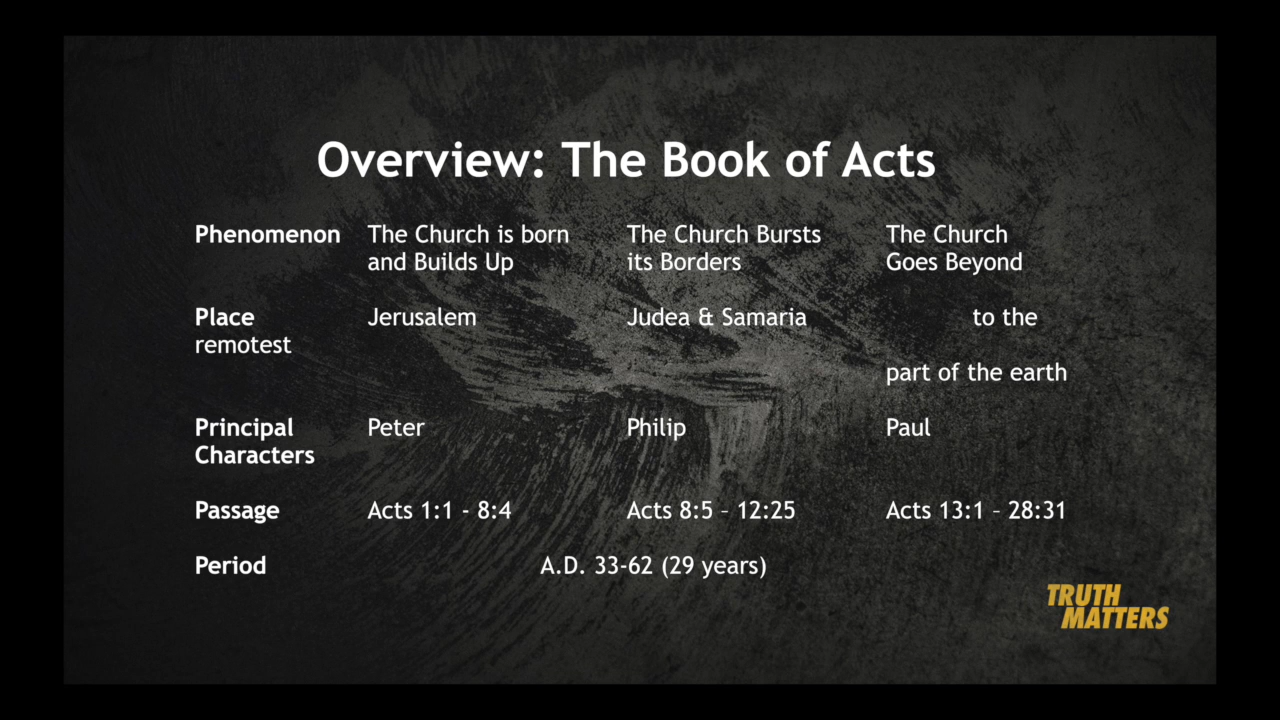 Overview: The Book of Acts
Phenomenon The Church is born The Church Bursts The Church
and Builds Up its Borders Goes Beyond
Place Jerusalem Judea & Samaria to the
remotest
part of the earth
Principal Peter Philip Paul
Characters
Passage Acts 1:1 - 8:4 Acts 8:5 – 12:25 Acts 13:1 – 28:31
Period A.D. 33-62 (29 years)
TRUTH
MATTERS